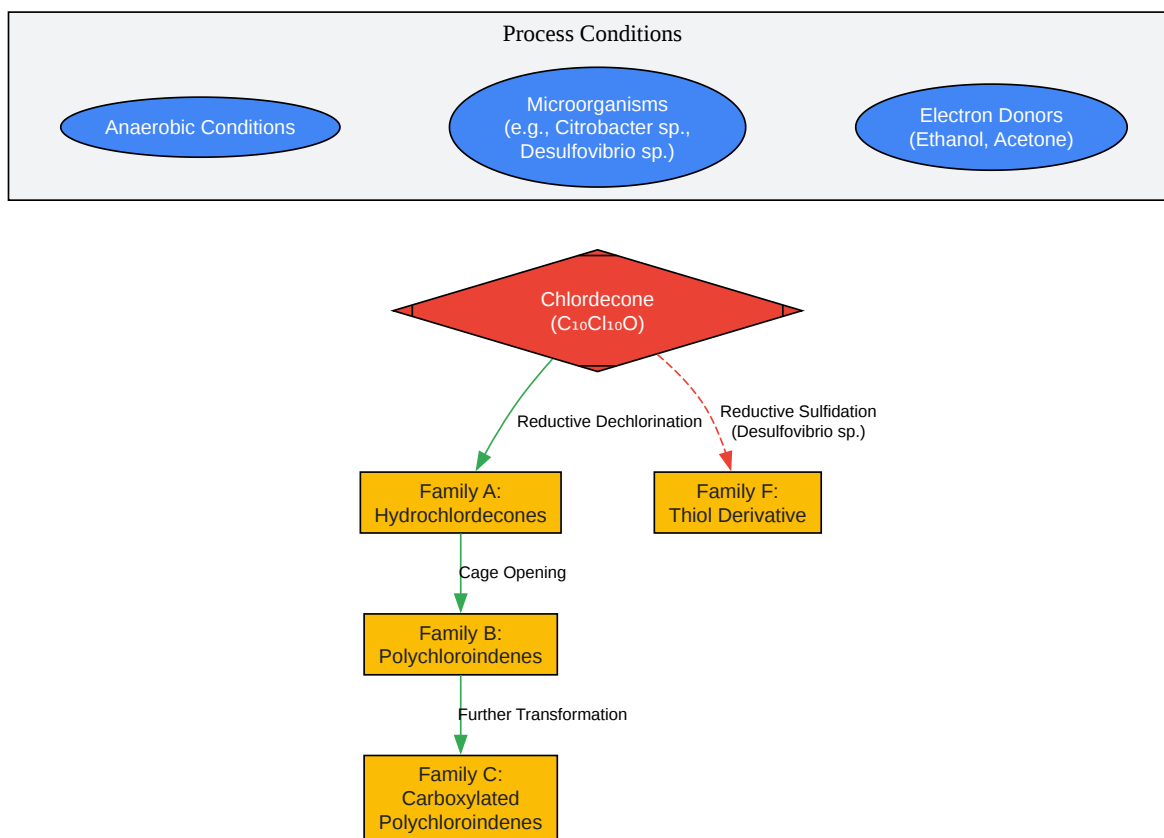 Process Conditions
Anaerobic Conditions
Microorganisms
(e.g., Citrobacter sp.,
Desulfovibrio sp.)
Electron Donors
(Ethanol, Acetone)
Chlordecone
(C₁₀Cl₁₀O)
Reductive Dechlorination
Reductive Sulfidation
(Desulfovibrio sp.)
Family A:
Hydrochlordecones
Family F:
Thiol Derivative
Cage Opening
Family B:
Polychloroindenes
Further Transformation
Family C:
Carboxylated
Polychloroindenes